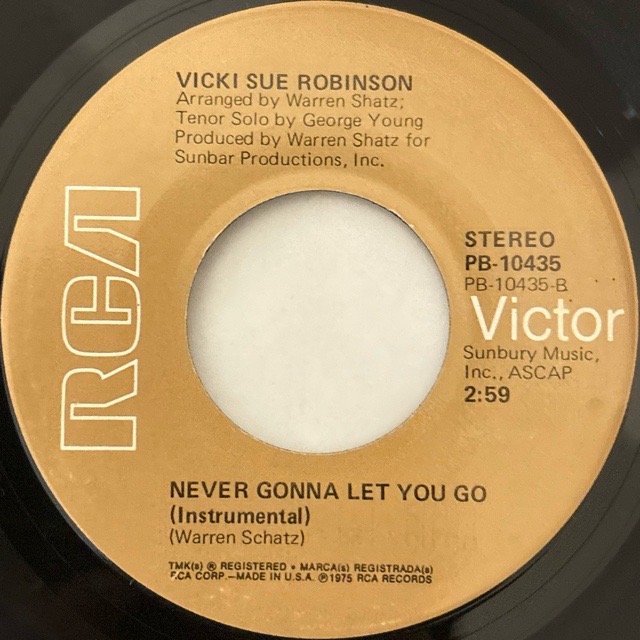 VICKI SUE ROBINSON
Arranged by Warren Shatz;
Tenor Solo by George Young
Produced by Warren Shatz for
Sunbar Productions, Inc.
RCA
STEREO
PB-10435
PB-10435-B
Victor
Sunbury Music,
Inc., ASCAP
2:59
NEVER GONNA LET YOU GO
(Instrumental)
(Warren Schatz)
TMK(s) ® REGISTERED • MARCA(s) REGISTRADA(s)
RCA CORP.—MADE IN U.S.A. ℗1975 RCA RECORDS